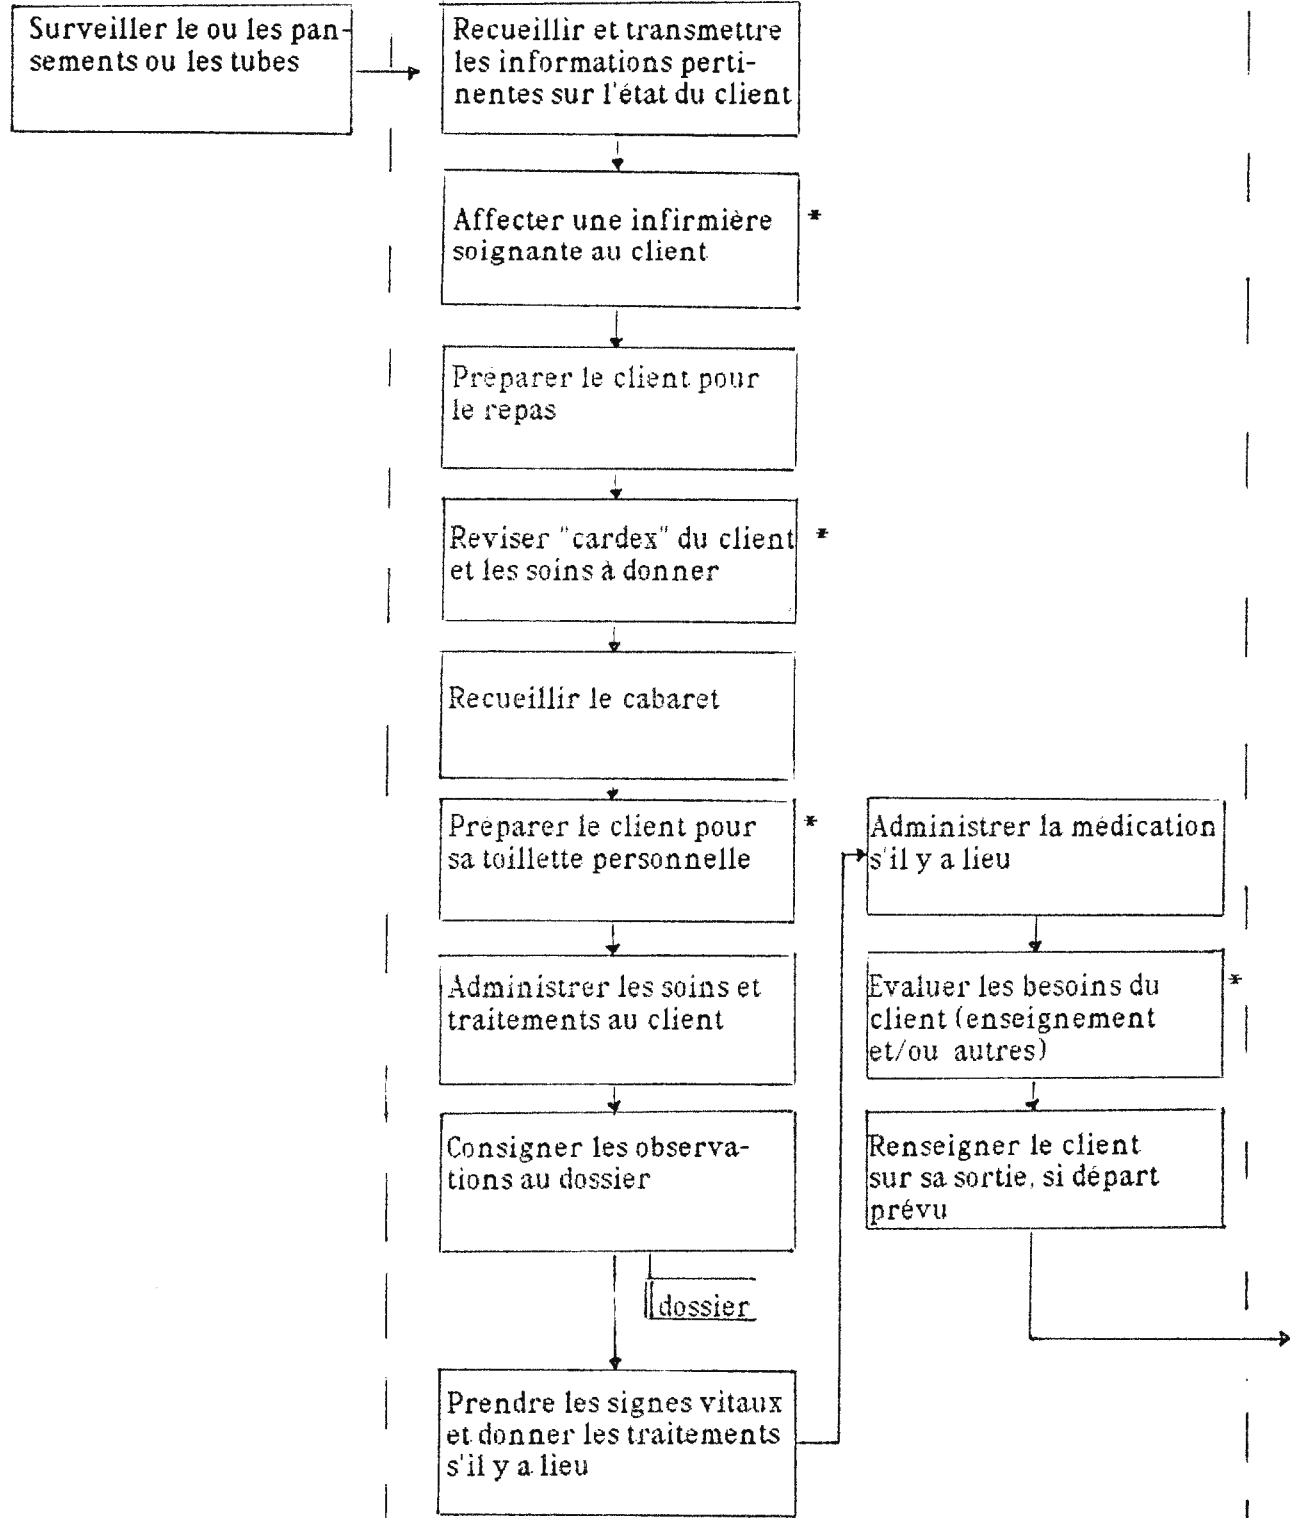 Surveiller le ou les pan-
sements ou les tubes
Recueillir et transmettre
les informations perti-
nentes sur l'état du client
Affecter une infirmière *
soignante au client
Préparer le client pour
le repas
Reviser "cardex" du client *
et les soins à donner
Recueillir le cabaret
Préparer le client pour *
sa toillette personnelle
Administrer les soins et
traitements au client
Consigner les observa-
tions au dossier
dossier
Prendre les signes vitaux
et donner les traitements
s'il y a lieu
Administrer la médication
s'il y a lieu
Evaluer les besoins du *
client (enseignement
et/ou autres)
Renseigner le client
sur sa sortie, si départ
prévu